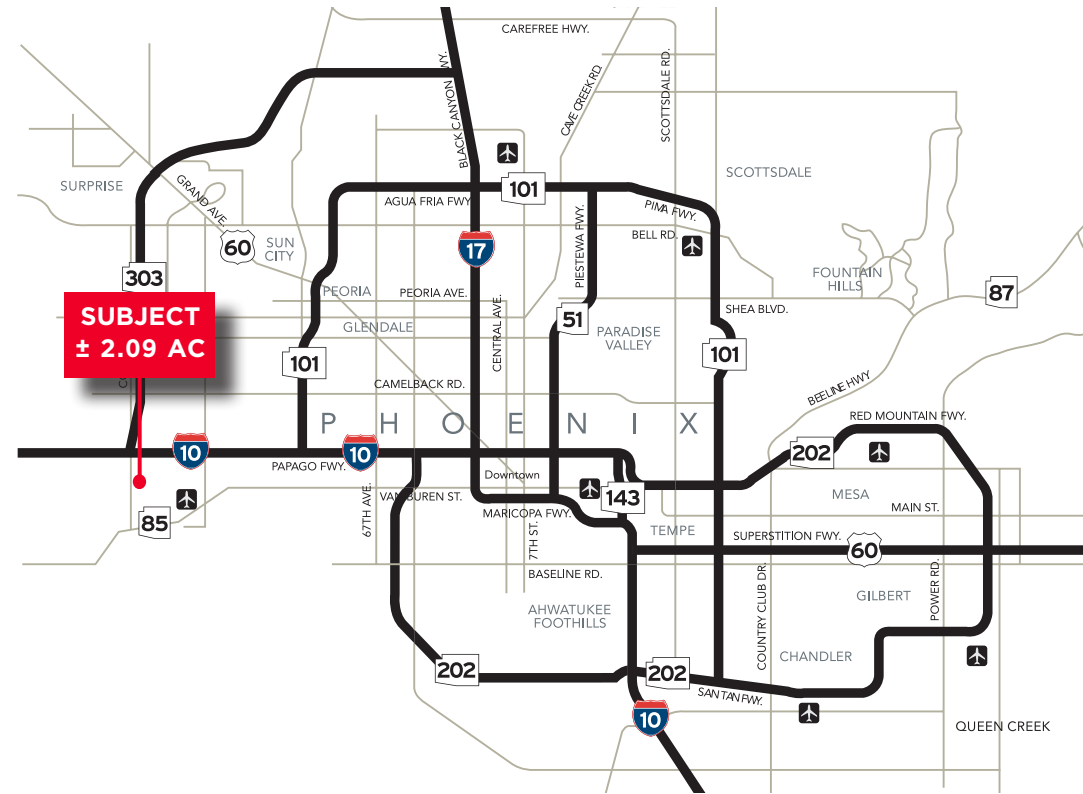 CAREFREE HWY.
BLACK CANYON FWY.
CAVE CREEK RD.
SCOTTSDALE RD.
SCOTTSDALE
SURPRISE
GRAND AVE.
101
AGUA FRIA FWY.
PIMA FWY.
BELL RD.
60
SUN
CITY
17
PIESTEWA FWY.
303
FOUNTAIN
HILLS
87
PEORIA
PEORIA AVE.
CENTRAL AVE.
SUBJECT
± 2.09 AC
GLENDALE
51
PARADISE
VALLEY
SHEA BLVD.
101
101
CAMELBACK RD.
BEELINE HWY
PHOENIX
RED MOUNTAIN FWY.
10
10
202
PAPAGO FWY.
Downtown
67TH AVE.
VAN BUREN ST.
143
MESA
85
MARICOPA FWY.
MAIN ST.
TEMPE
7TH ST.
SUPERSTITION FWY.
60
BASELINE RD.
COUNTRY CLUB DR.
POWER RD.
GILBERT
AHWATUKEE
FOOTHILLS
CHANDLER
202
202
SAN TAN FWY.
10
QUEEN CREEK